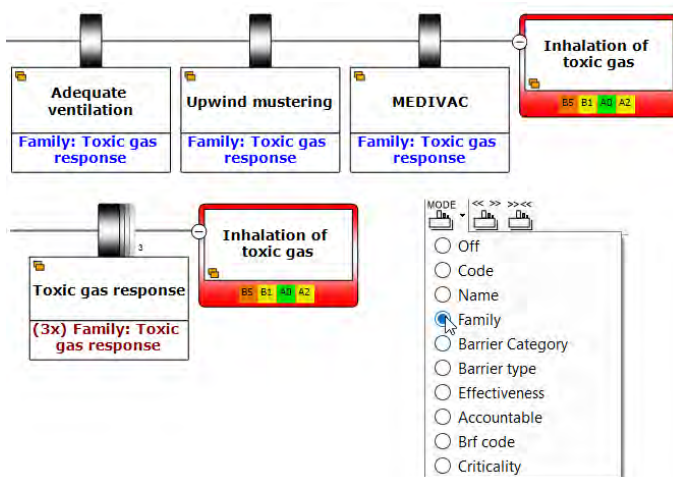 Adequate
ventilation
Family: Toxic gas
response
Upwind mustering
Family: Toxic gas
response
MEDIVAC
Family: Toxic gas
response
Inhalation of
toxic gas
B5 B1 A0 A2
3
Toxic gas response
(3x) Family: Toxic
gas response
Inhalation of
toxic gas
B5 B1 A0 A2
MODE << >> >><<
Off
Code
Name
Family
Barrier Category
Barrier type
Effectiveness
Accountable
Brf code
Criticality